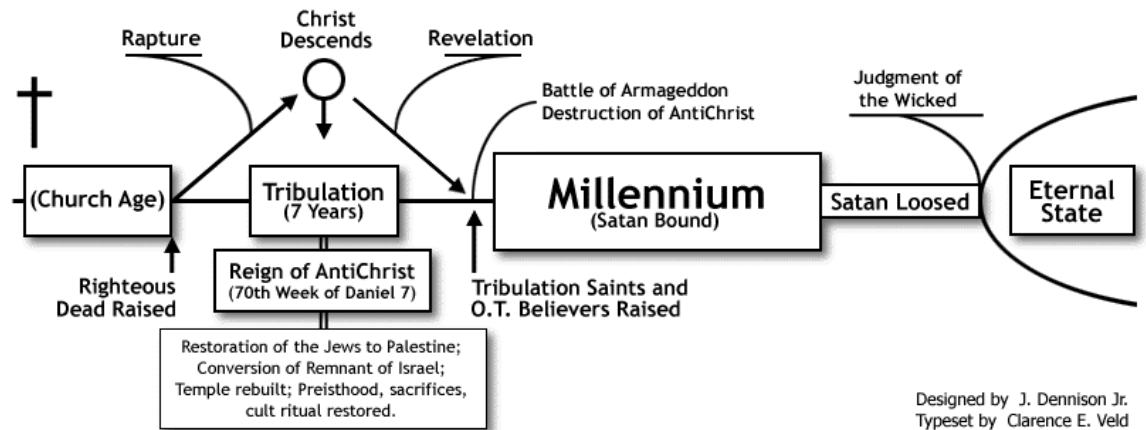 Rapture
Christ
Descends
Revelation
Battle of Armageddon
Destruction of AntiChrist
Judgment of
the Wicked
(Church Age)
Tribulation
(7 Years)
Millennium
(Satan Bound)
Satan Loosed
Eternal
State
Righteous
Dead Raised
Reign of AntiChrist
(70th Week of Daniel 7)
Tribulation Saints and
O.T. Believers Raised
Restoration of the Jews to Palestine;
Conversion of Remnant of Israel;
Temple rebuilt; Preisthood, sacrifices,
cult ritual restored.
Designed by J. Dennison Jr.
Typeset by Clarence E. Veld